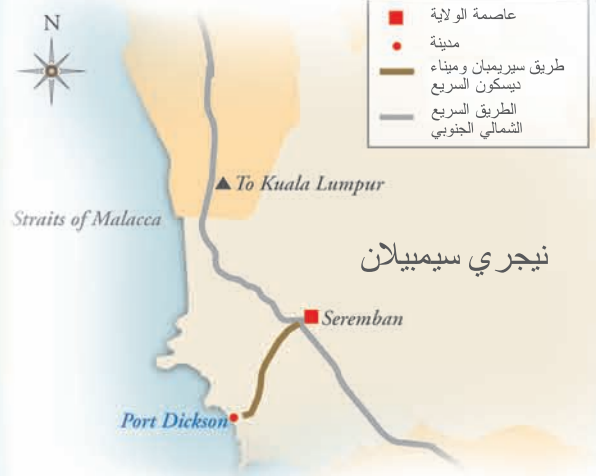 N
عاصمة الولاية
مدينة
طريق سيريمبان وميناء
ديسكون السريع
الطريق السريع
الشمالي الجنوبي
To Kuala Lumpur
Straits of Malacca
نيجري سيمبيلان
Seremban
Port Dickson